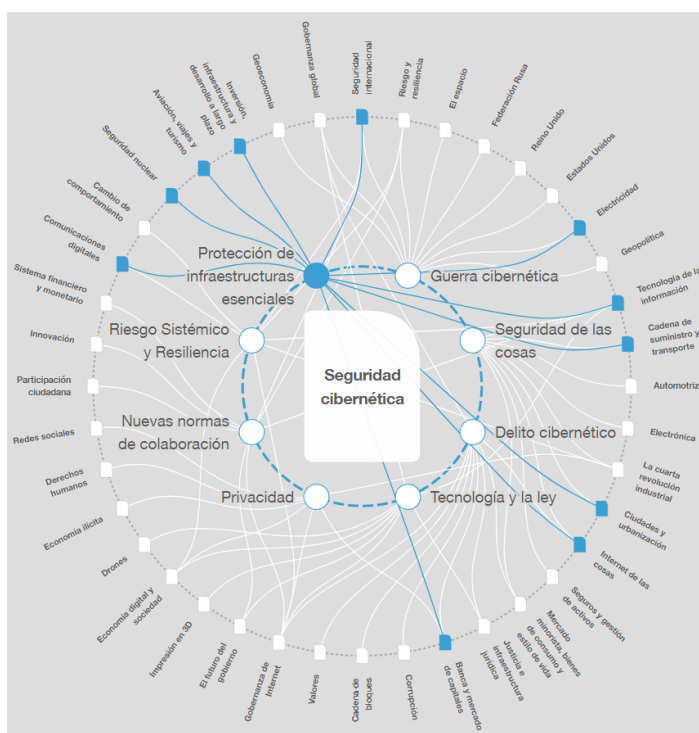 Gobernanza global
Seguridad
internacional
Riesgo y
resiliencia
El espacio
Federación Rusa
Reino Unido
Estados Unidos
Electricidad
Geopolítica
Tecnología de la
información
Cadena de
suministro y
transporte
Automotriz
Electrónica
La cuarta
revolución
industrial
Ciudades y
urbanización
Internet de las
cosas
Seguros y gestión
de activos
Mercado
minorista, bienes
de consumo y
estilo de vida
Justicia e
infraestructura
jurídica
Banca y mercado
de capitales
Corrupción
Cadena de
bloques
Valores
Gobernanza de
Internet
El futuro del
gobierno
Impresión en 3D
Economía digital y
sociedad
Drones
Economía ilícita
Derechos
humanos
Redes sociales
Participación
ciudadana
Innovación
Sistema financiero
y monetario
Comunicaciones
digitales
Cambio de
comportamiento
Seguridad nuclear
Aviación, viajes y
turismo
Inversión,
infraestructura y
desarrollo a largo
plazo
Geoeconomía
Protección de
infraestructuras
esenciales
Guerra cibernética
Riesgo Sistémico
y Resiliencia
Seguridad de las
cosas
Seguridad
cibernética
Nuevas normas
de colaboración
Delito cibernético
Privacidad
Tecnología y la ley